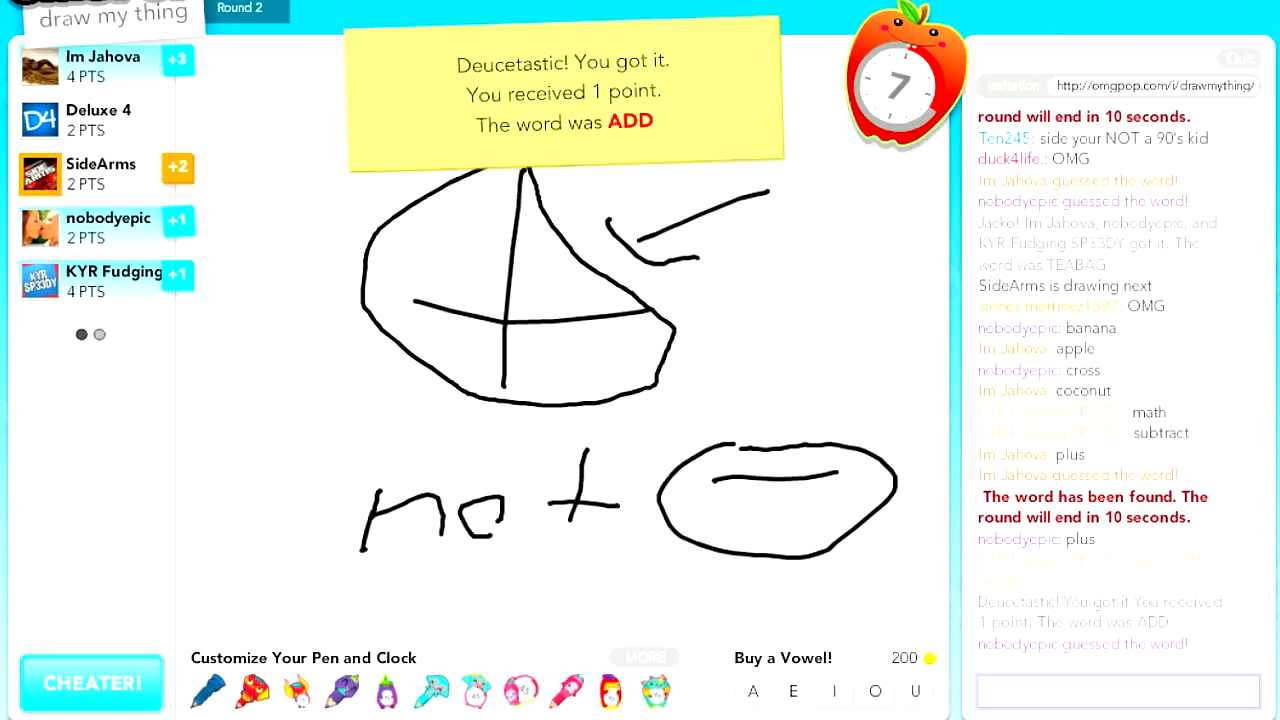 draw my thing
Round 2
Im Jahova
4 PTS
+3
Deluxe 4
2 PTS
D4
SideArms
2 PTS
+2
nobodyepic
2 PTS
+1
KYR Fudging
4 PTS
+1
KYR
SP33DY
CHEATER!
Deucetastic! You got it.
You received 1 point.
The word was ADD
7
not
Customize Your Pen and Clock
MORE
Buy a Vowel!
200
A E I O U
Quit
Invitation
http://omgpop.com/i/drawmything/
round will end in 10 seconds.
Ten245: side your NOT a 90's kid
duck4life.: OMG
Im Jahova guessed the word!
nobodyepic guessed the word!
Jacko! Im Jahova, nobodyepic, and
KYR Fudging SP33DY got it. The
word was TEABAG
SideArms is drawing next
stones martinez1397: OMG
nobodyepic: banana
Im Jahova: apple
nobodyepic: cross
Im Jahova: coconut
math
subtract
Im Jahova: plus
Im Jahova guessed the word!
The word has been found. The
round will end in 10 seconds.
nobodyepic: plus
Deucetastic! You got it. You received
1 point. The word was ADD
nobodyepic guessed the word!